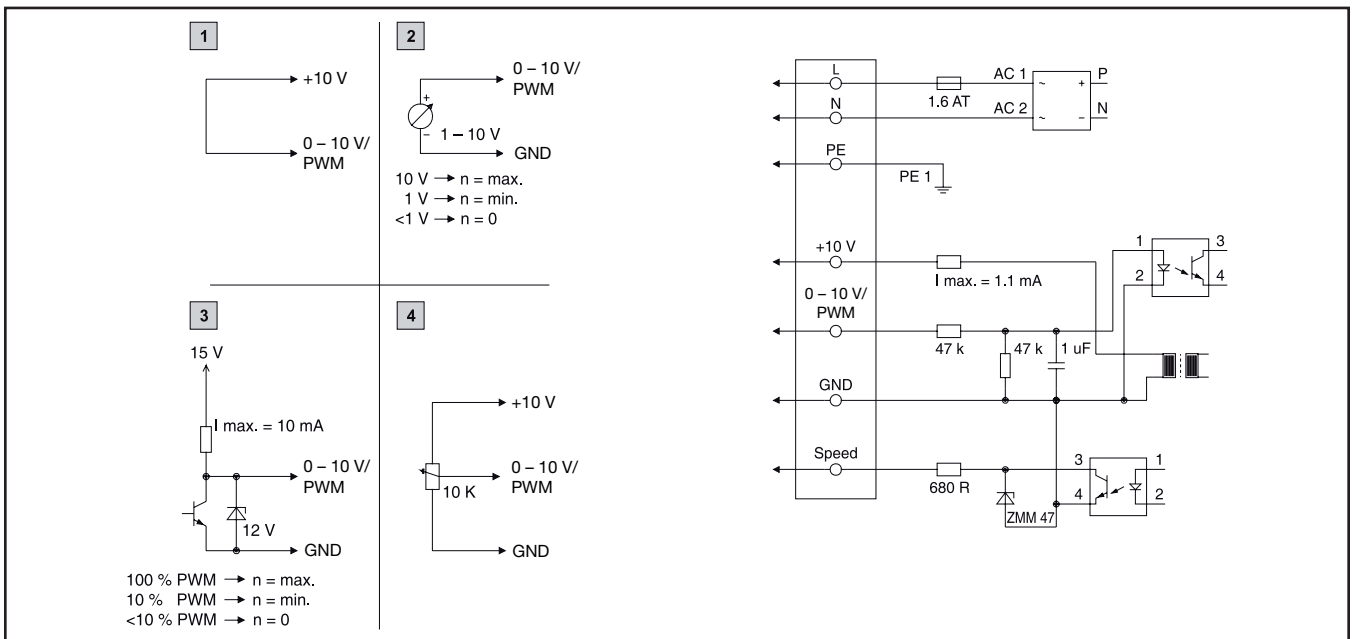 1
+10 V
0 – 10 V/
PWM
2
0 – 10 V/
PWM
+
–
1 – 10 V
GND
10 V → n = max.
1 V → n = min.
<1 V → n = 0
3
15 V
I max. = 10 mA
0 – 10 V/
PWM
12 V
GND
100 % PWM → n = max.
10 % PWM → n = min.
<10 % PWM → n = 0
4
+10 V
0 – 10 V/
PWM
10 K
GND
L
1.6 AT
AC 1
~
+
P
N
AC 2
~
–
N
PE
PE 1
+10 V
I max. = 1.1 mA
1
2
3
4
0 – 10 V/
PWM
47 k
47 k
1 uF
GND
Speed
680 R
ZMM 47
3
4
1
2